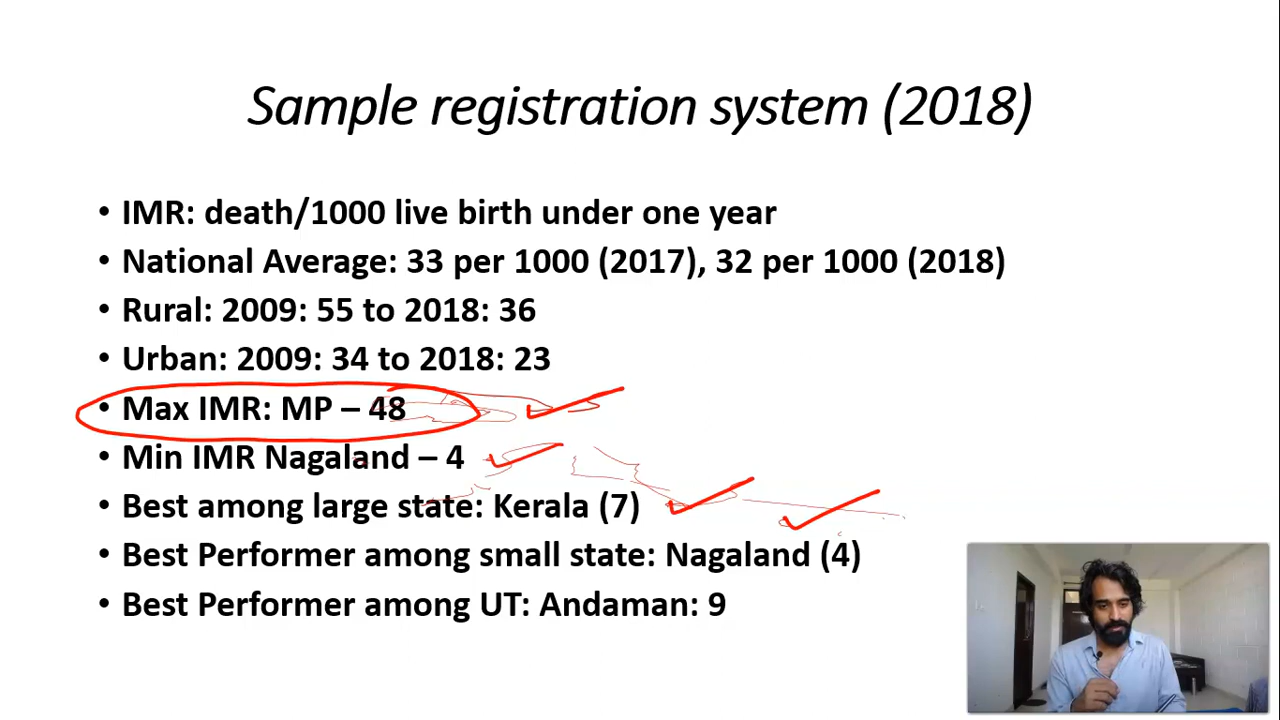 Sample registration system (2018)
• IMR: death/1000 live birth under one year
• National Average: 33 per 1000 (2017), 32 per 1000 (2018)
• Rural: 2009: 55 to 2018: 36
• Urban: 2009: 34 to 2018: 23
• Max IMR: MP – 48
• Min IMR Nagaland – 4
• Best among large state: Kerala (7)
• Best Performer among small state: Nagaland (4)
• Best Performer among UT: Andaman: 9